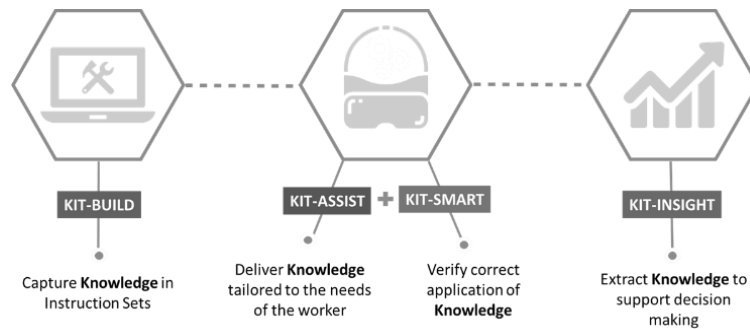 KIT-BUILD
KIT-ASSIST + KIT-SMART
KIT-INSIGHT
Capture Knowledge in
Instruction Sets
Deliver Knowledge
tailored to the needs
of the worker
Verify correct
application of
Knowledge
Extract Knowledge to
support decision
making